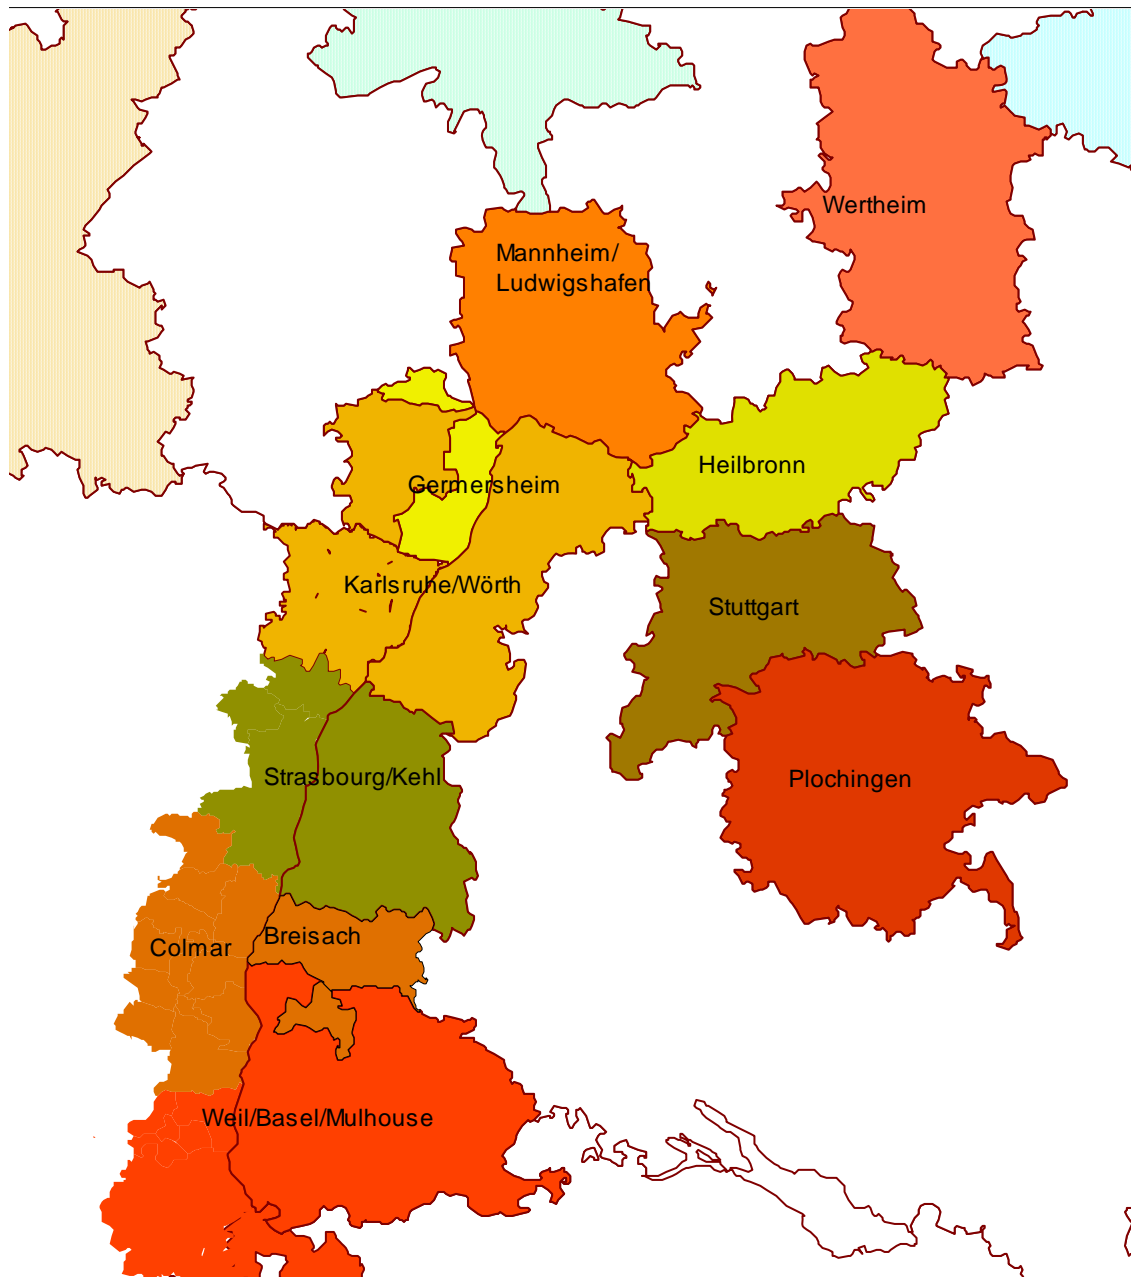 Wertheim
Mannheim/
Ludwigshafen
Heilbronn
Germersheim
Karlsruhe/Wörth
Stuttgart
Strasbourg/Kehl
Plochingen
Breisach
Colmar
Weil/Basel/Mulhouse